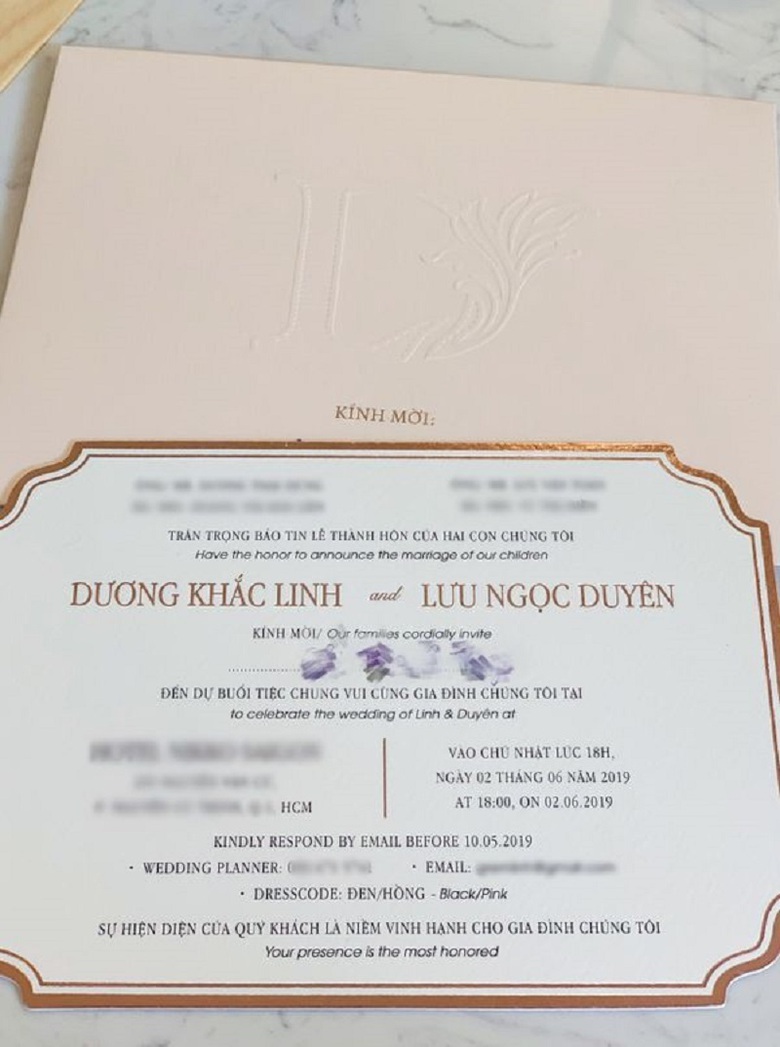 KÍNH MỜI:
TRÂN TRỌNG BÁO TIN LỄ THÀNH HÔN CỦA HAI CON CHÚNG TÔI
Have the honor to announce the marriage of our children
DƯƠNG KHẮC LINH and LƯU NGỌC DUYÊN
KÍNH MỜI/ Our families cordially invite
ĐẾN DỰ BUỔI TIỆC CHUNG VUI CÙNG GIA ĐÌNH CHÚNG TÔI TẠI
to celebrate the wedding of Linh & Duyên at
HCM
VÀO CHỦ NHẬT LÚC 18H,
NGÀY 02 THÁNG 06 NĂM 2019
AT 18:00, ON 02.06.2019
KINDLY RESPOND BY EMAIL BEFORE 10.05.2019
• WEDDING PLANNER: • EMAIL:
• DRESSCODE: ĐEN/HỒNG - Black/Pink
SỰ HIỆN DIỆN CỦA QUÝ KHÁCH LÀ NIỀM VINH HẠNH CHO GIA ĐÌNH CHÚNG TÔI
Your presence is the most honored